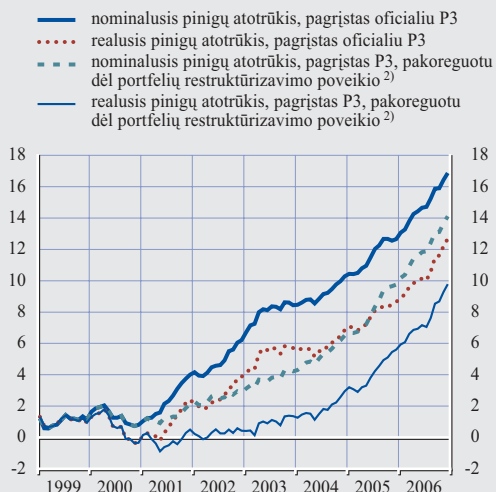 nominalusis pinigų atotrūkis, pagrįstas oficialiu P3
realusis pinigų atotrūkis, pagrįstas oficialiu P3
nominalusis pinigų atotrūkis, pagrįstas P3, pakoreguotu
dėl portfelių restruktūrizavimo poveikio 2)
realusis pinigų atotrūkis, pagrįstas P3, pakoreguotu
dėl portfelių restruktūrizavimo poveikio 2)
18 18
16 16
14 14
12 12
10 10
8 8
6 6
4 4
2 2
0 0
-2 -2
1999 2000 2001 2002 2003 2004 2005 2006